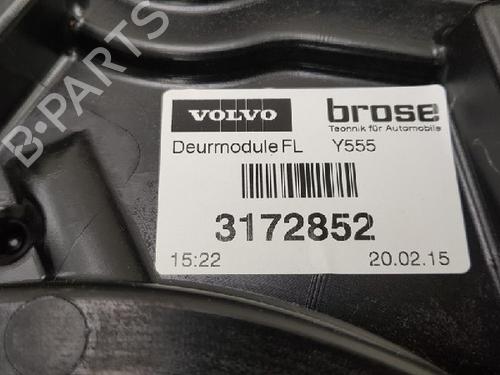 B-PARTS
VOLVO brose
Technik für Automobile
Deurmodule FL Y555
3172852
15:22 20.02.15